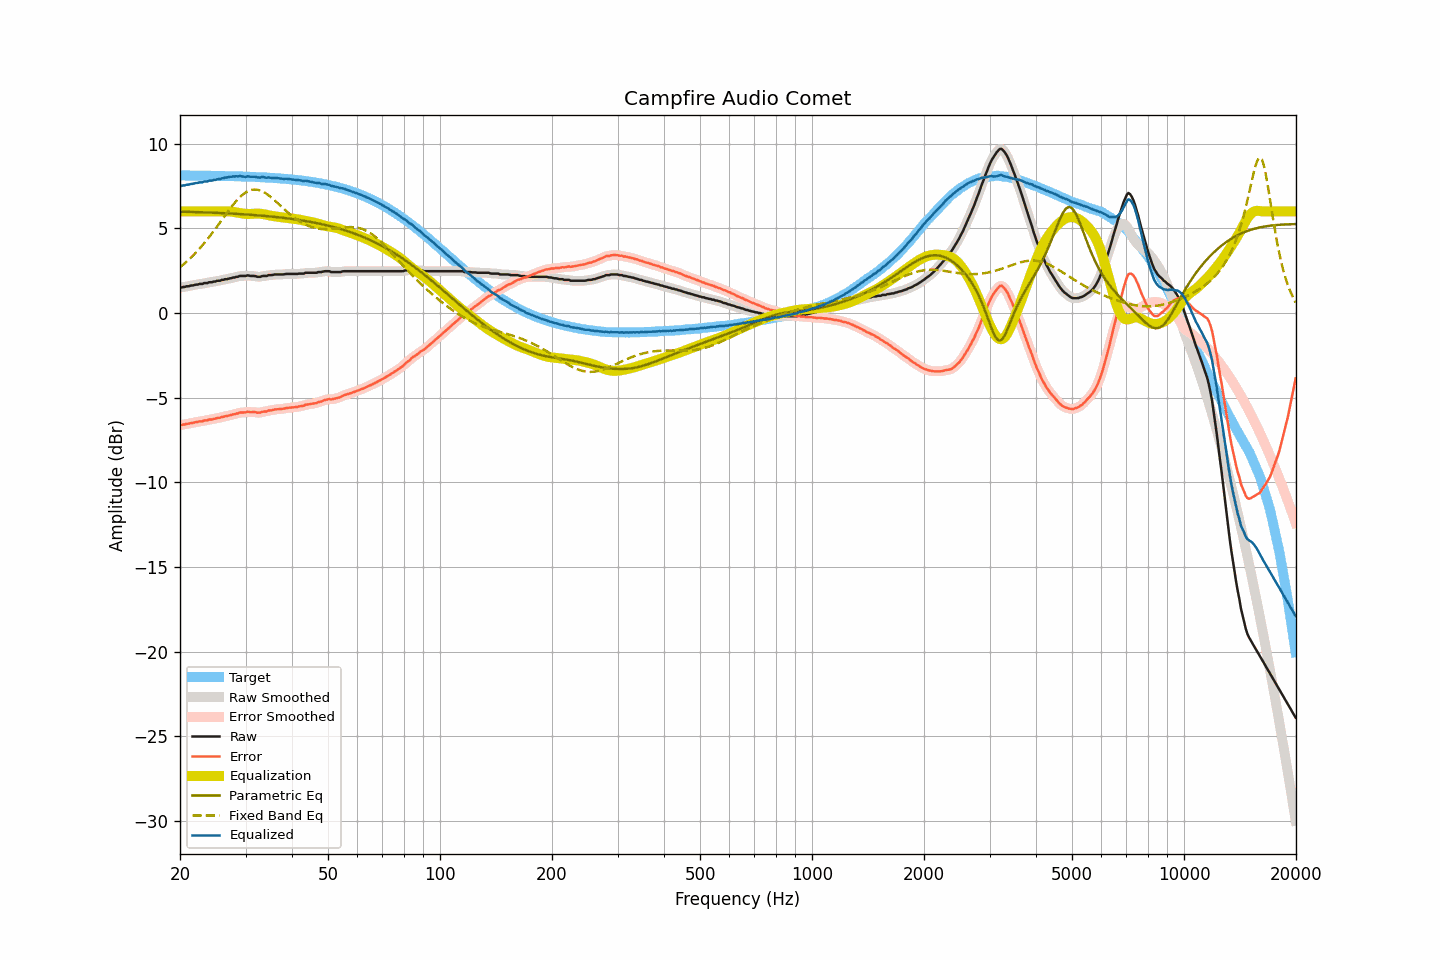 Campfire Audio Comet
Amplitude (dBr)
10
5
0
−5
−10
−15
−20
−25
−30
Target
Raw Smoothed
Error Smoothed
Raw
Error
Equalization
Parametric Eq
Fixed Band Eq
Equalized
20 50 100 200 500 1000 2000 5000 10000 20000
Frequency (Hz)